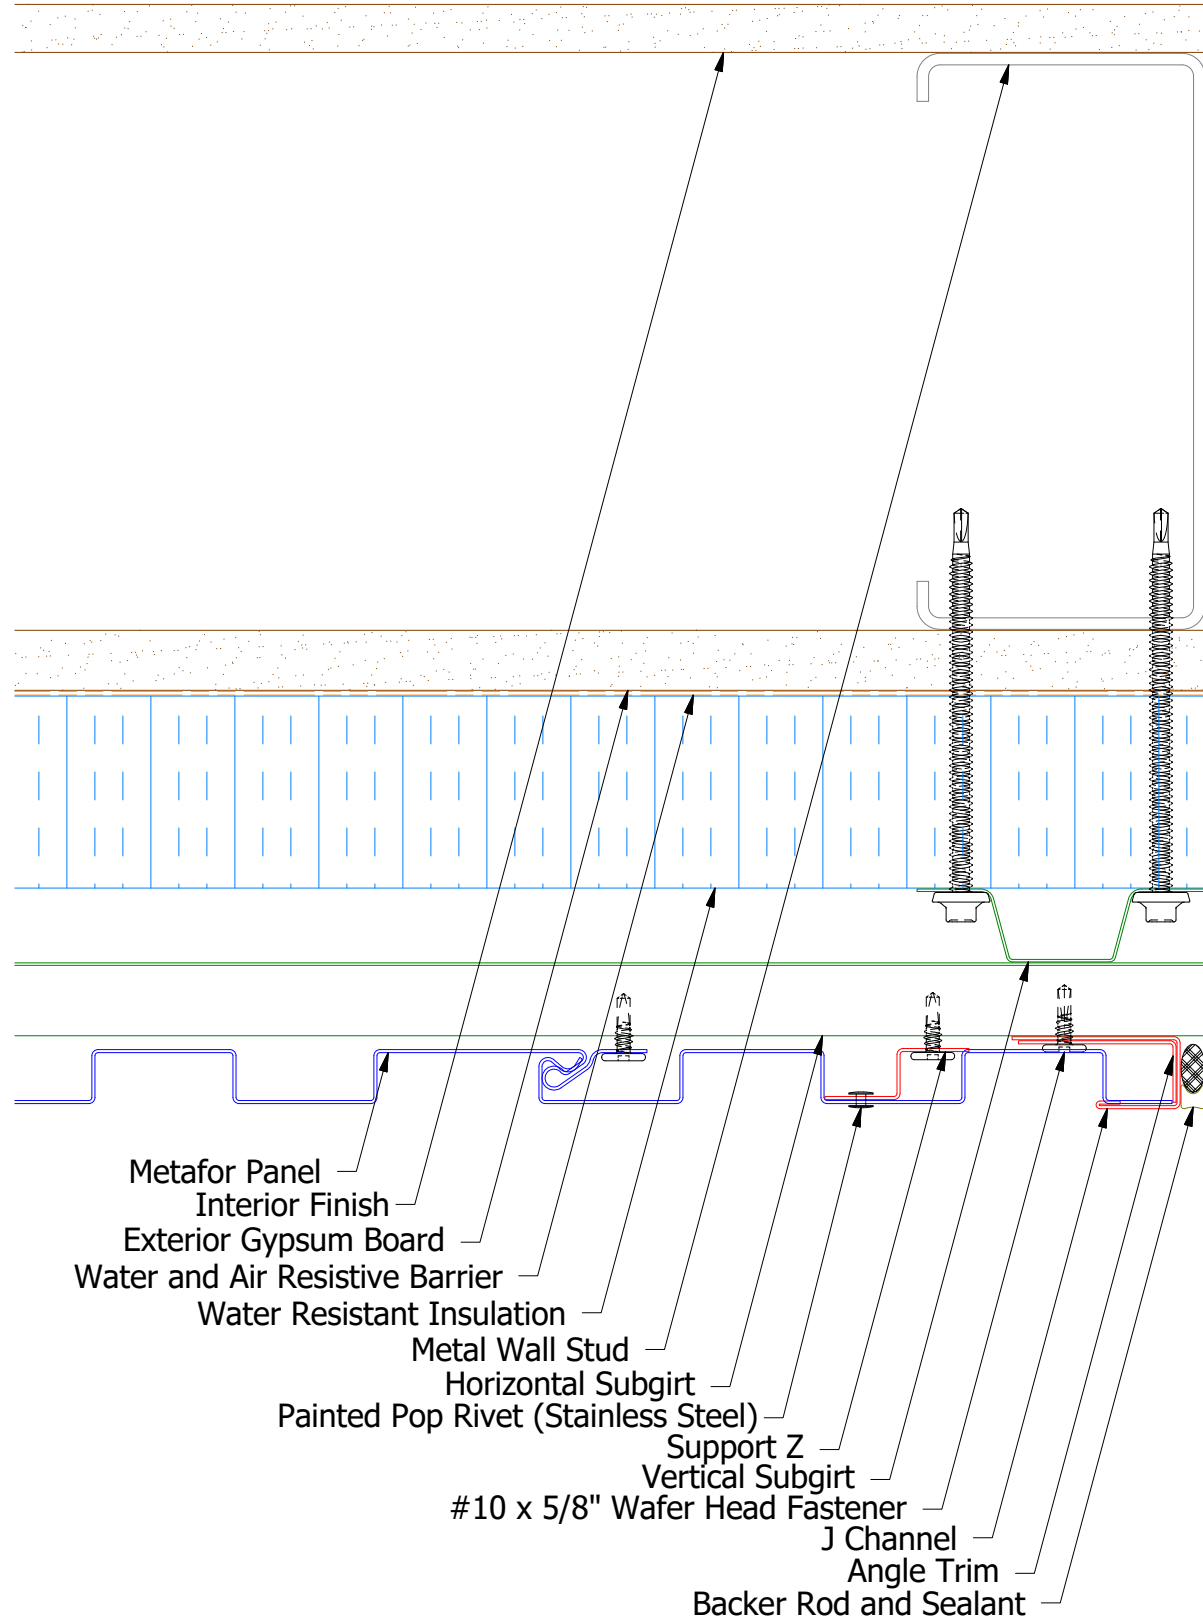 Metafor Panel
Interior Finish
Exterior Gypsum Board
Water and Air Resistive Barrier
Water Resistant Insulation
Metal Wall Stud
Horizontal Subgirt
Painted Pop Rivet (Stainless Steel)
Support Z
Vertical Subgirt
#10 x 5/8" Wafer Head Fastener
J Channel
Angle Trim
Backer Rod and Sealant